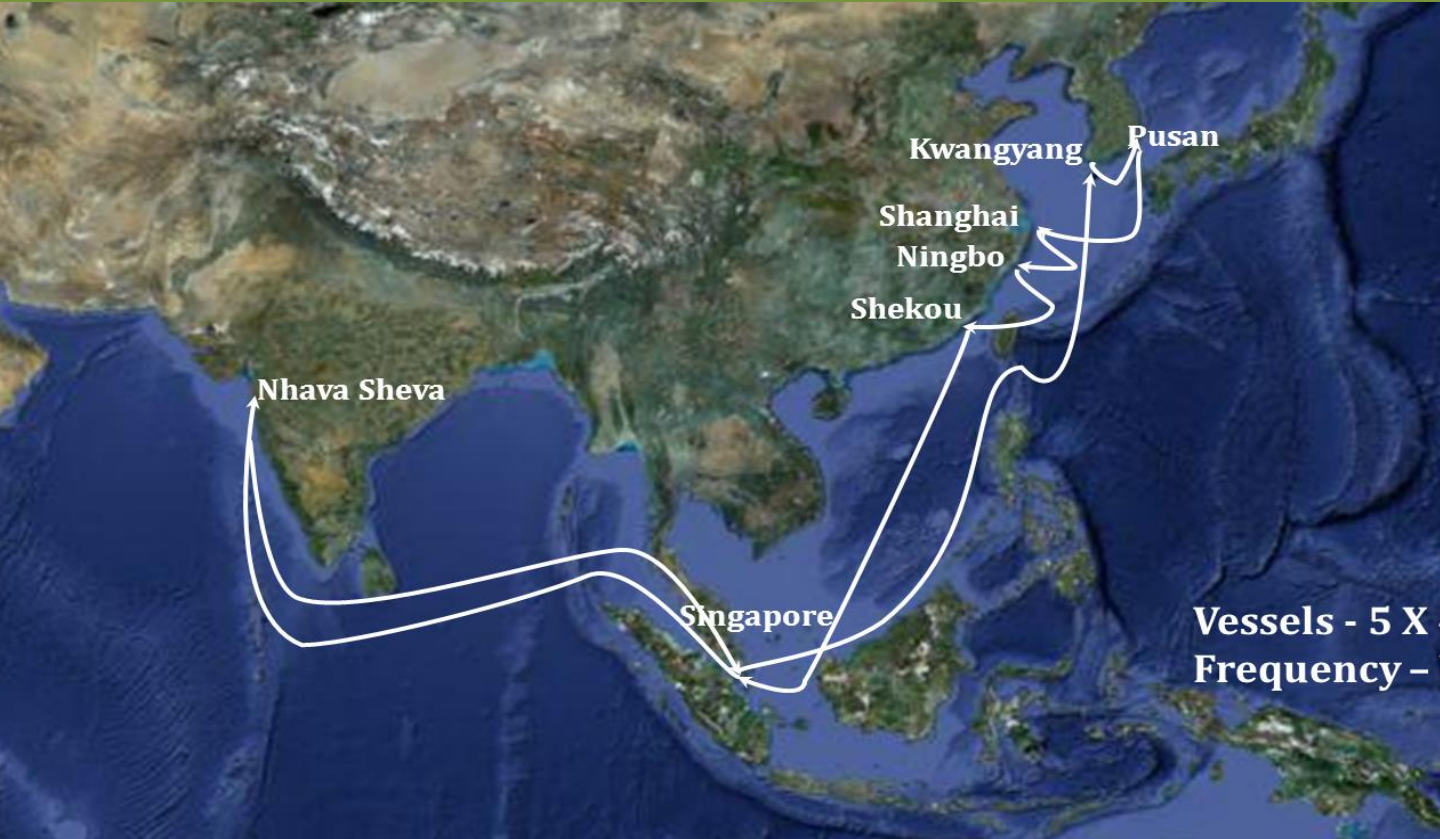 Pusan
Kwangyang
Shanghai
Ningbo
Shekou
Nhava Sheva
Singapore
Vessels - 5 X
Frequency –